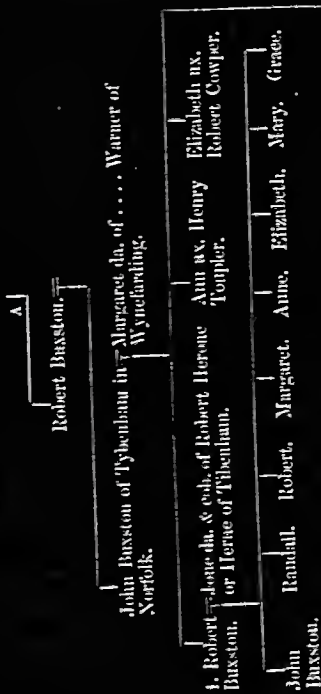 A
Robert Buxston.
John Buxston of Tybenham in Norfolk.
Margaret da. of . . . . Warner of Wynefarding.
1. Robert Buxston.
Jone da. & coh. of Robert Herone or Herne of Tibenham.
Ann ux. Henry Toupler.
Elizabeth ux. Robert Cowper.
John Buxston.
Randall.
Robert.
Margaret.
Anne.
Elizabeth.
Mary.
Grace.